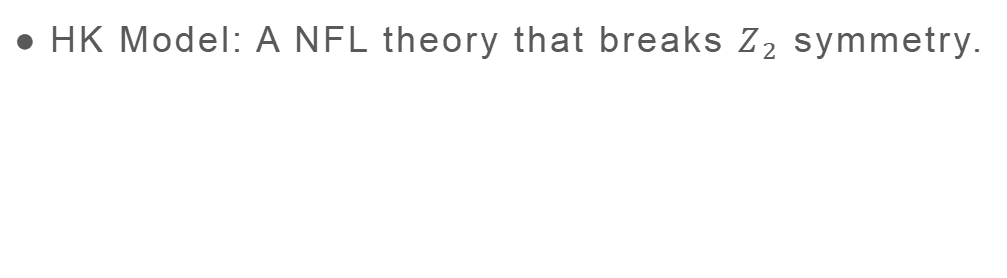 ● HK Model: A NFL theory that breaks Z₂ symmetry.